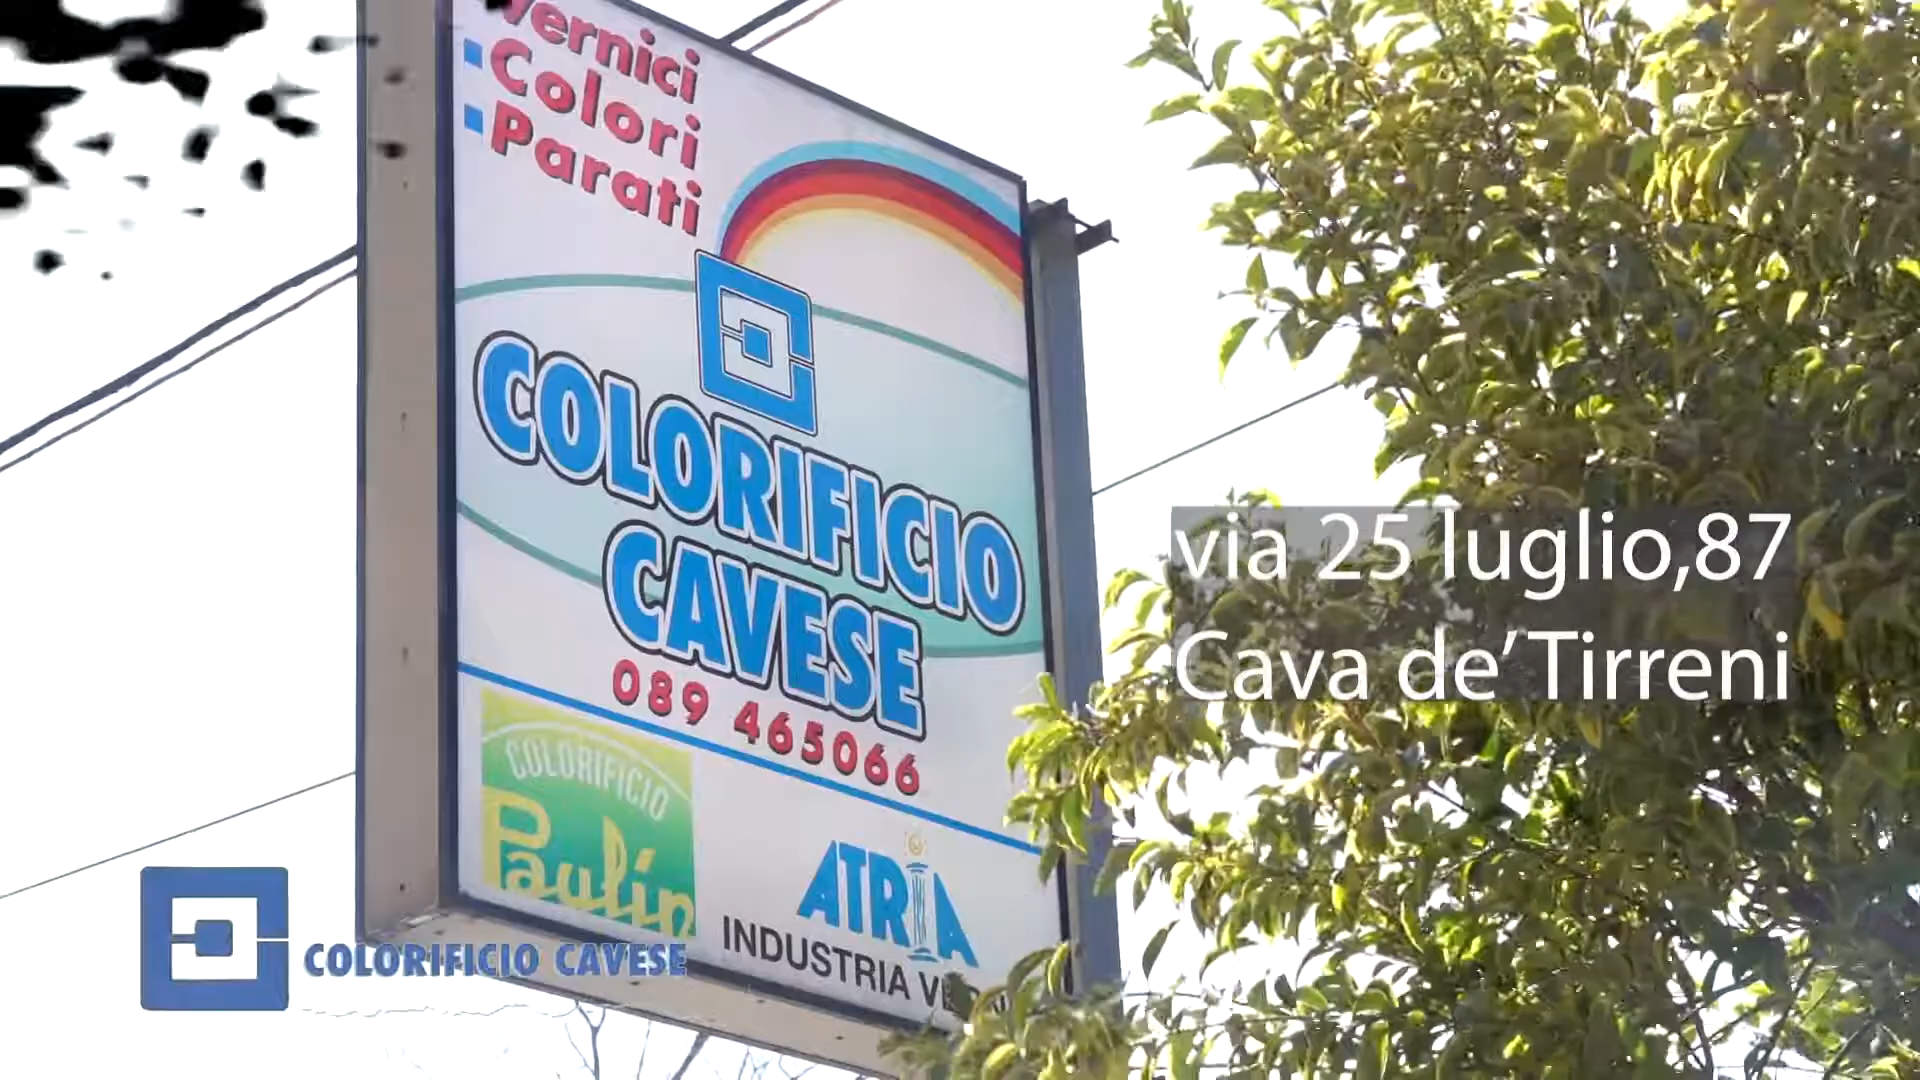 Vernici
Colori
Parati
COLORIFICIO
CAVESE
089 465066
COLORIFICIO
Paulin
ATRIA
INDUSTRIA
via 25 luglio,87
Cava de’ Tirreni
COLORIFICIO CAVESE